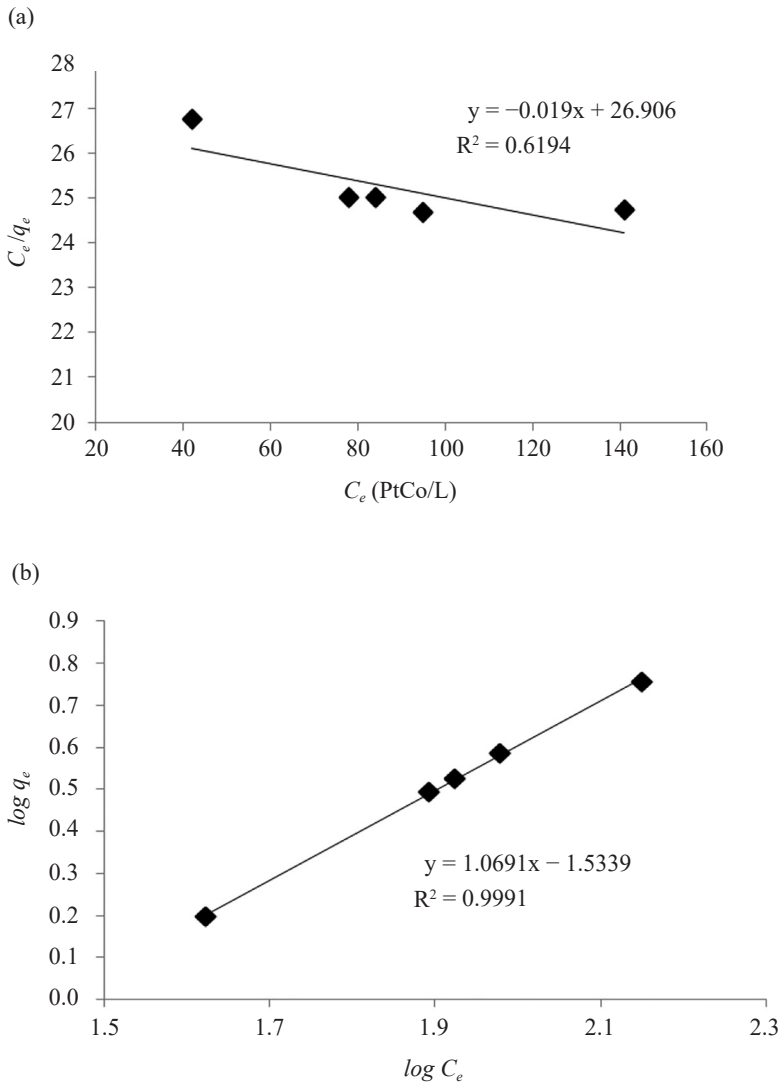 (a)
28
27
26
25
24
23
22
21
20
y = −0.019x + 26.906
R² = 0.6194
Cₑ/qₑ
20 40 60 80 100 120 140 160
Cₑ (PtCo/L)
(b)
0.9
0.8
0.7
0.6
0.5
0.4
0.3
0.2
0.1
0.0
log qₑ
y = 1.0691x − 1.5339
R² = 0.9991
1.5 1.7 1.9 2.1 2.3
log Cₑ